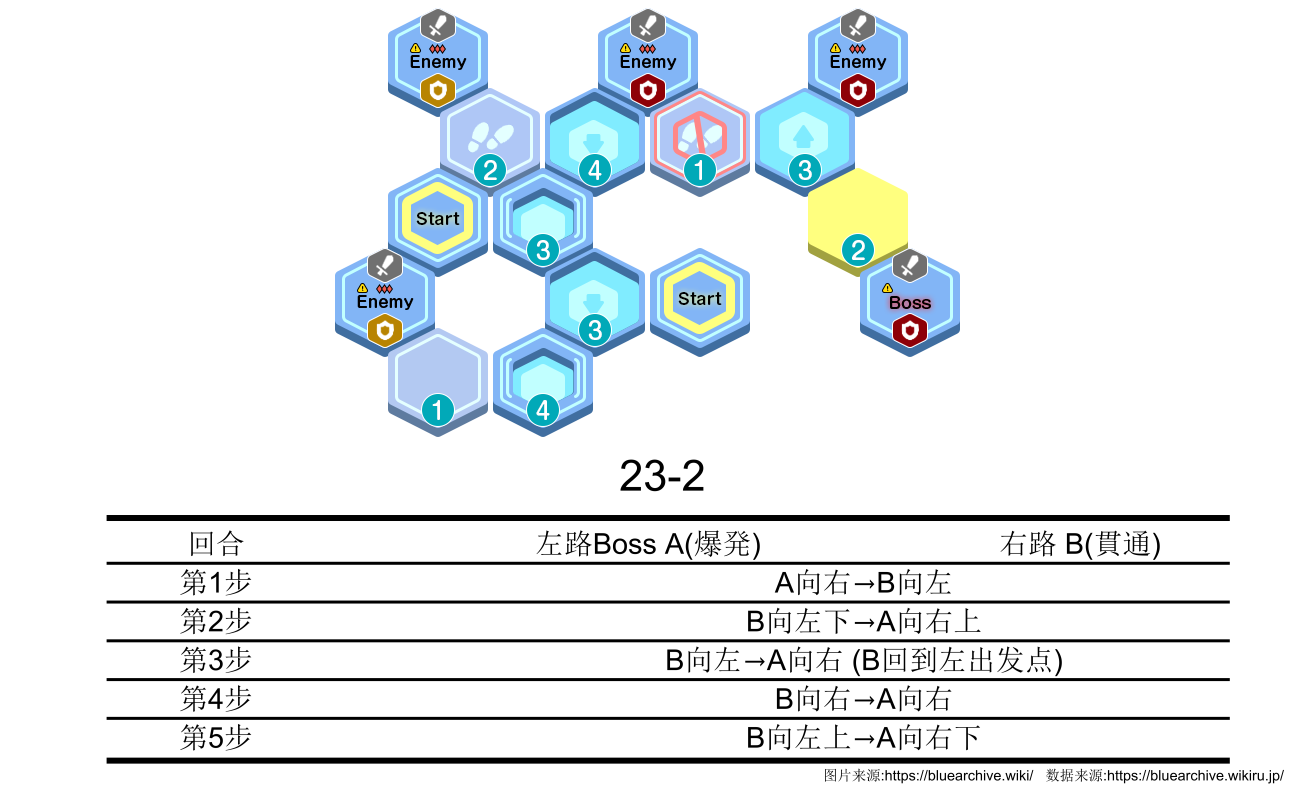 Enemy
Enemy
Enemy
2
4
1
3
Start
3
2
Enemy
3
Start
Boss
1
4
23-2
回合 左路Boss A(爆発) 右路 B(貫通)
第1步 A向右→B向左
第2步 B向左下→A向右上
第3步 B向左→A向右 (B回到左出发点)
第4步 B向右→A向右
第5步 B向左上→A向右下
图片来源:https://bluearchive.wiki/ 数据来源:https://bluearchive.wikiru.jp/